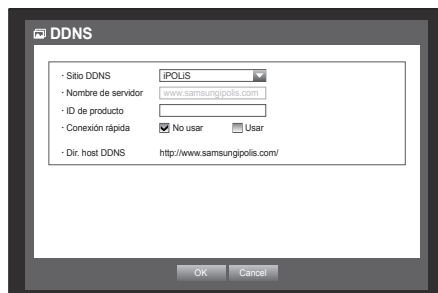 DDNS
· Sitio DDNS iPOLiS
· Nombre de servidor www.samsungipolis.com
· ID de producto
· Conexión rápida No usar Usar
· Dir. host DDNS http://www.samsungipolis.com/
OK Cancel